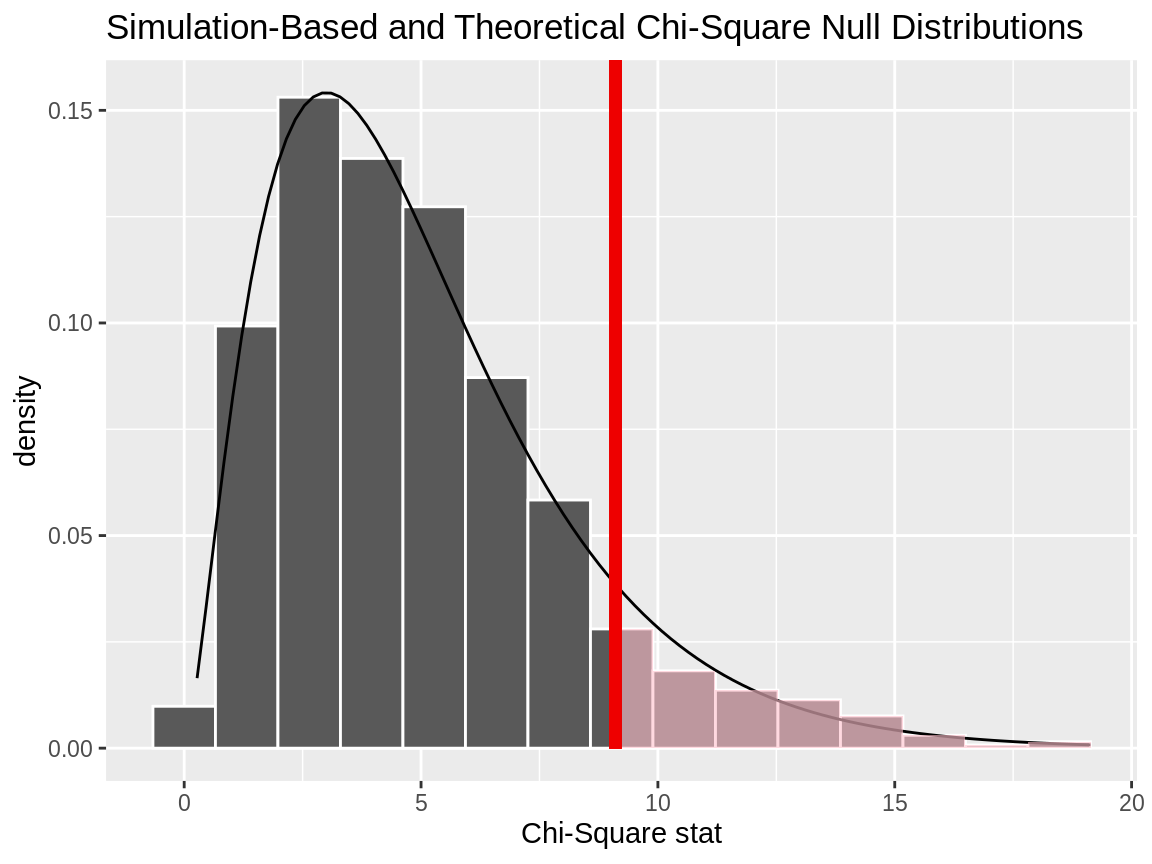 Simulation-Based and Theoretical Chi-Square Null Distributions
0.15
0.10
0.05
0.00
density
0 5 10 15 20
Chi-Square stat